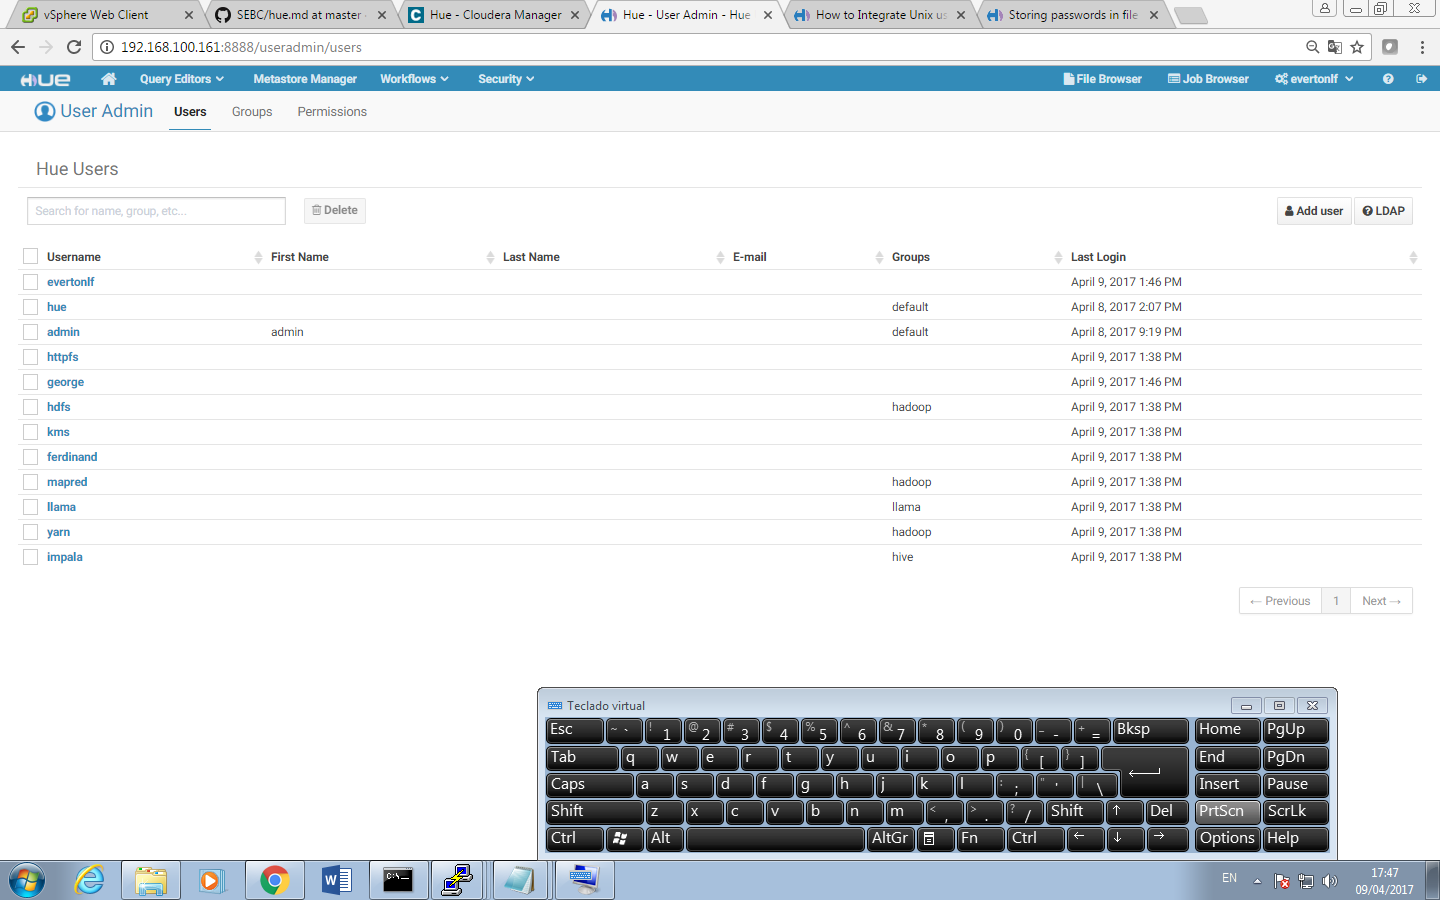 vSphere Web Client
SEBC/hue.md at master
Hue - Cloudera Manager
Hue - User Admin - Hue
How to Integrate Unix us
Storing passwords in file
192.168.100.161:8888/useradmin/users
HUE Query Editors Metastore Manager Workflows Security File Browser Job Browser evertonlf
User Admin Users Groups Permissions
Hue Users
Search for name, group, etc... Delete Add user LDAP
Username First Name Last Name E-mail Groups Last Login
evertonlf April 9, 2017 1:46 PM
hue default April 8, 2017 2:07 PM
admin admin default April 8, 2017 9:19 PM
httpfs April 9, 2017 1:38 PM
george April 9, 2017 1:46 PM
hdfs hadoop April 9, 2017 1:38 PM
kms April 9, 2017 1:38 PM
ferdinand April 9, 2017 1:38 PM
mapred hadoop April 9, 2017 1:38 PM
llama llama April 9, 2017 1:38 PM
yarn hadoop April 9, 2017 1:38 PM
impala hive April 9, 2017 1:38 PM
← Previous 1 Next →
Teclado virtual
Esc ~ ` ! 1 @ 2 # 3 $ 4 % 5 ^ 6 & 7 * 8 ( 9 ) 0 _ - + = Bksp Home PgUp
Tab q w e r t y u i o p { [ } ] End PgDn
Caps a s d f g h j k l : ; " ' | \ Insert Pause
Shift z x c v b n m < , > . ? / Shift ↑ Del PrtScn ScrLk
Ctrl Alt AltGr Fn Ctrl ← ↓ → Options Help
EN 17:47
09/04/2017